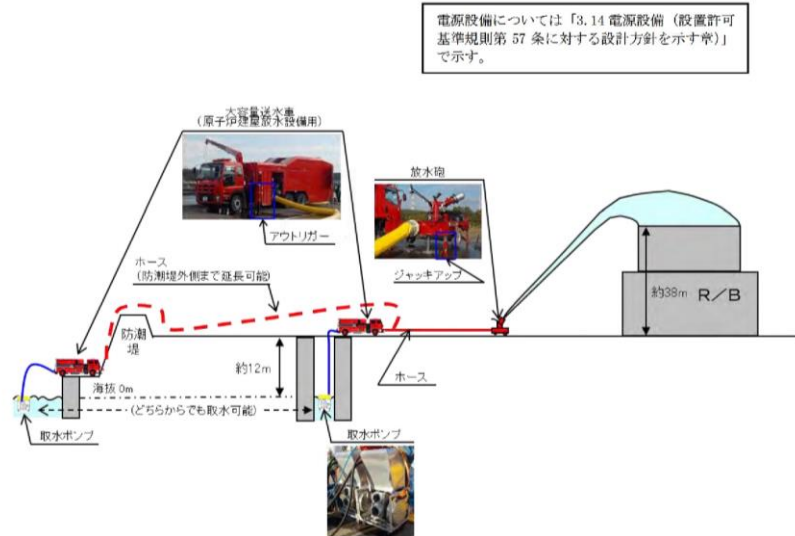 電源設備については「3.14 電源設備（設置許可
基準規則第 57 条に対する設計方針を示す章）」
で示す。
大容量送水車
(原子炉建屋放水設備用)
放水砲
アウトリガー
ジャッキアップ
ホース
(防潮堤外側まで延長可能)
約38m
R／B
防潮
堤
約12m
ホース
海抜 0m
(どちらからでも取水可能)
取水ポンプ
取水ポンプ